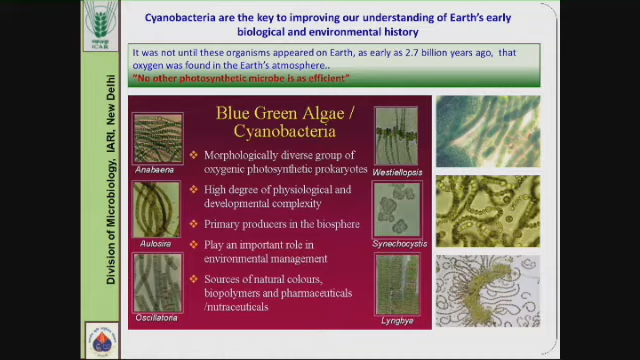 Cyanobacteria are the key to improving our understanding of Earth's early
biological and environmental history
It was not until these organisms appeared on Earth, as early as 2.7 billion years ago, that
oxygen was found in the Earth's atmosphere..
"No other photosynthetic microbe is as efficient"
ICAR
Division of Microbiology, IARI, New Delhi
Blue Green Algae /
Cyanobacteria
Morphologically diverse group of
oxygenic photosynthetic prokaryotes
High degree of physiological and
developmental complexity
Primary producers in the biosphere
Play an important role in
environmental management
Sources of natural colours,
biopolymers and pharmaceuticals
/nutraceuticals
Anabaena
Aulosira
Oscillatoria
Westiellopsis
Synechocystis
Lyngbya